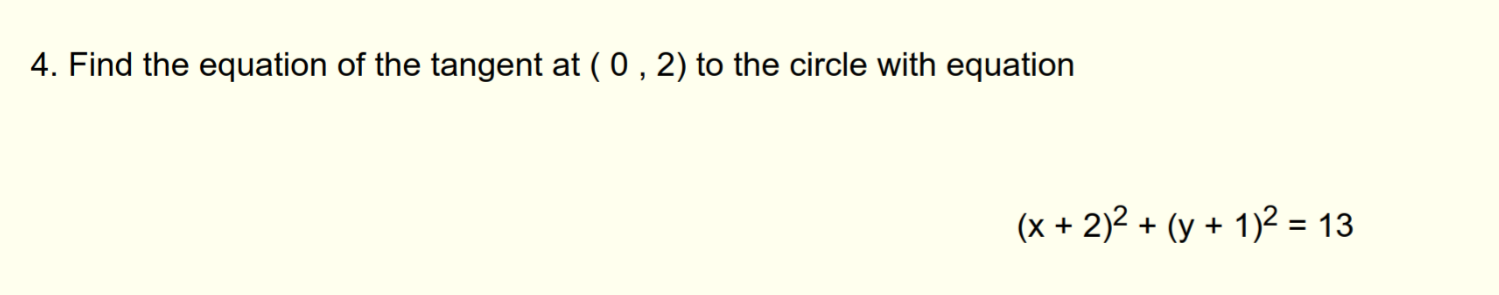 4. Find the equation of the tangent at ( 0 , 2) to the circle with equation
(x + 2)² + (y + 1)² = 13